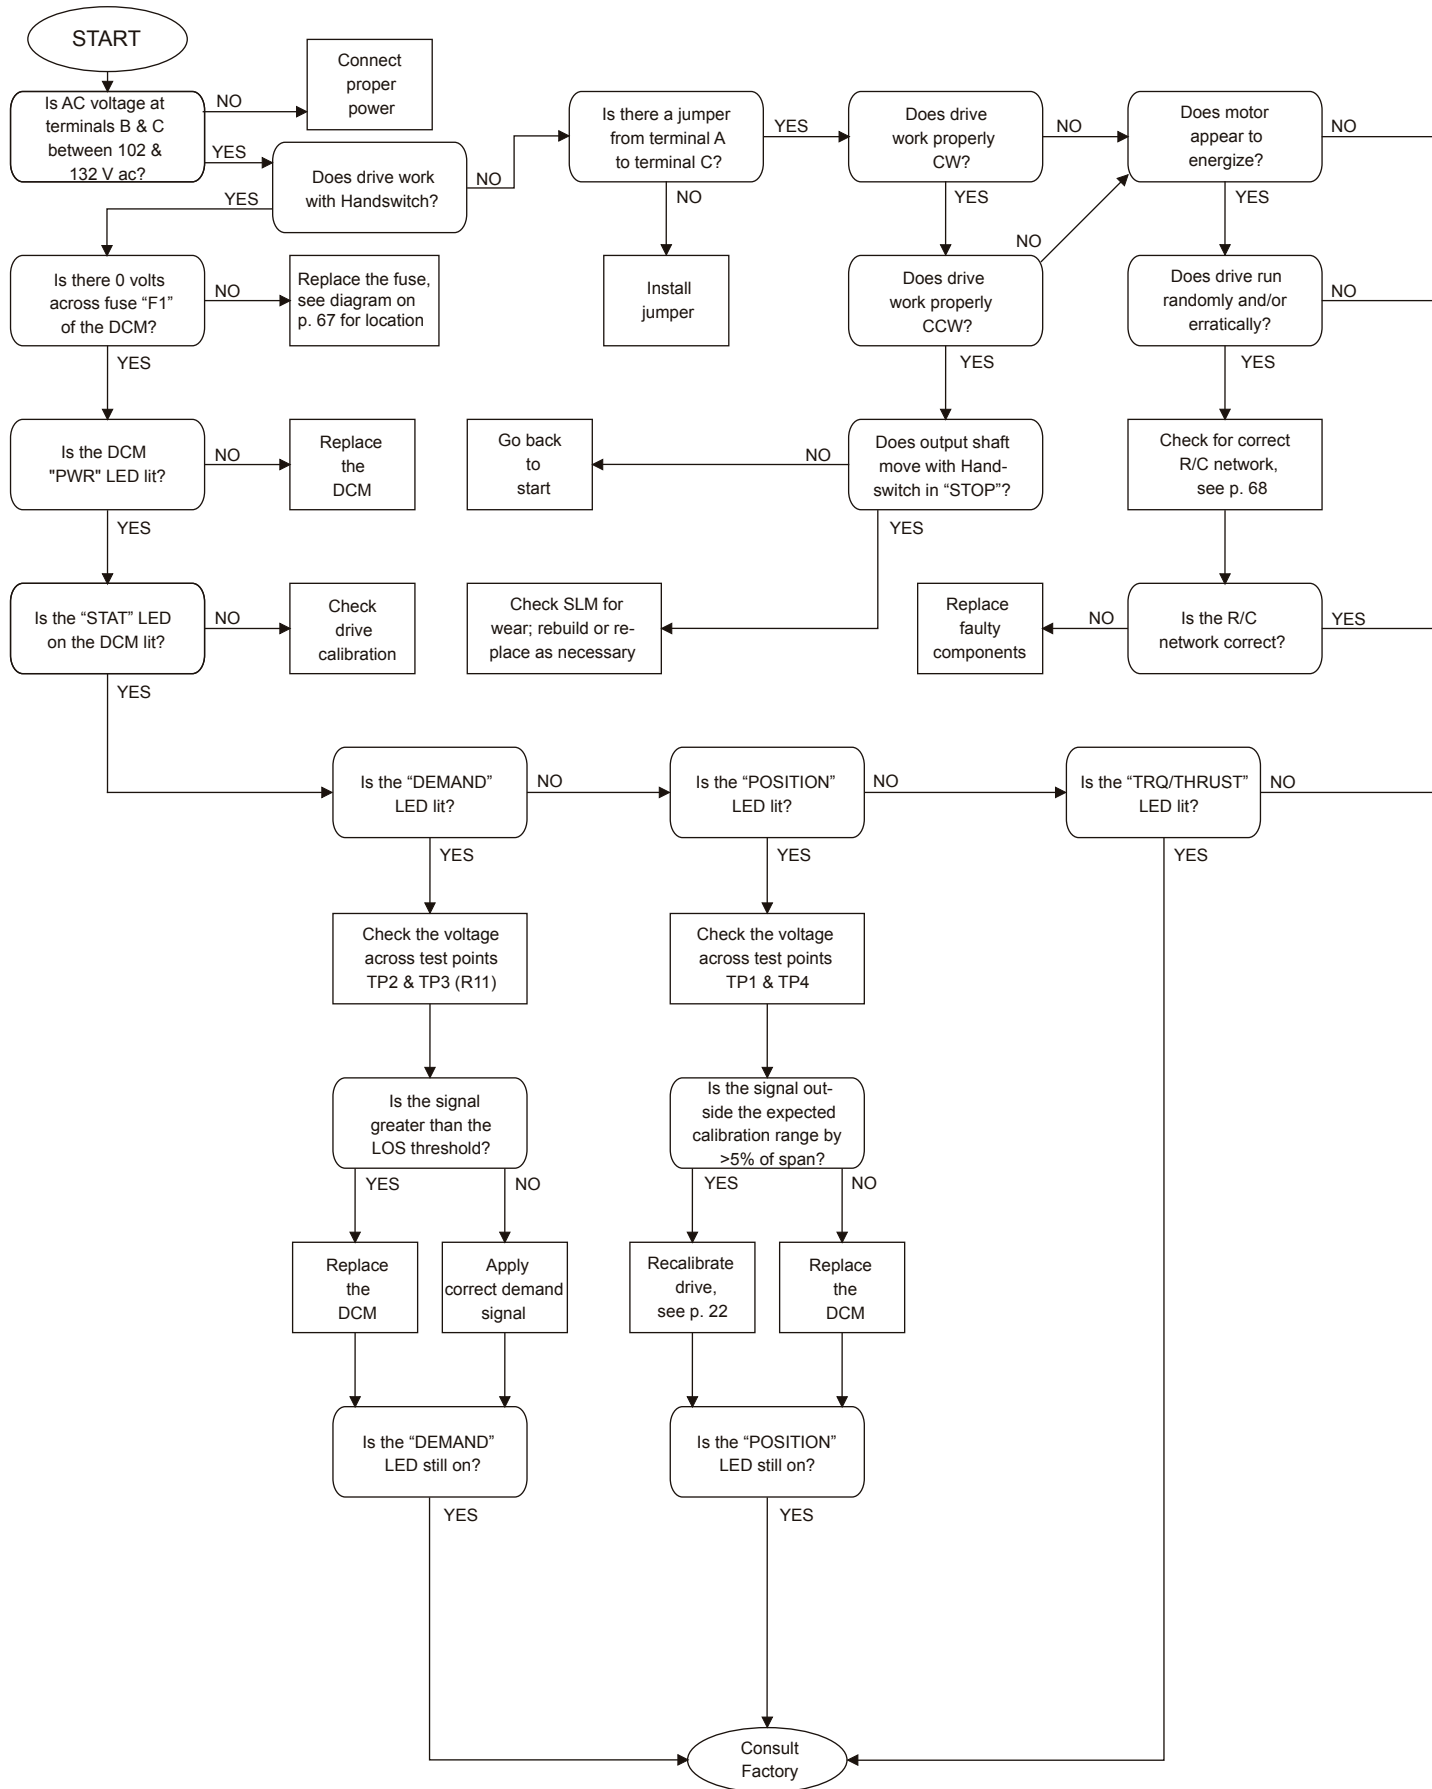 START
Connect
proper
power
Is AC voltage at
terminals B & C
between 102 &
132 V ac?
NO
YES
Does drive work
with Handswitch?
YES
NO
Is there a jumper
from terminal A
to terminal C?
YES
NO
Install
jumper
Does drive
work properly
CW?
NO
YES
Does motor
appear to
energize?
NO
YES
Is there 0 volts
across fuse “F1”
of the DCM?
NO
YES
Replace the fuse,
see diagram on
p. 67 for location
Does drive
work properly
CCW?
NO
YES
Does drive run
randomly and/or
erratically?
NO
YES
Is the DCM
"PWR" LED lit?
NO
YES
Replace
the
DCM
Go back
to
start
NO
Does output shaft
move with Hand-
switch in “STOP”?
YES
Check for correct
R/C network,
see p. 68
Is the “STAT” LED
on the DCM lit?
NO
YES
Check
drive
calibration
Check SLM for
wear; rebuild or re-
place as necessary
Replace
faulty
components
NO
Is the R/C
network correct?
YES
Is the “DEMAND”
LED lit?
NO
YES
Is the “POSITION”
LED lit?
NO
YES
Is the “TRQ/THRUST”
LED lit?
NO
YES
Check the voltage
across test points
TP2 & TP3 (R11)
Check the voltage
across test points
TP1 & TP4
Is the signal
greater than the
LOS threshold?
YES
NO
Is the signal out-
side the expected
calibration range by
>5% of span?
YES
NO
Replace
the
DCM
Apply
correct demand
signal
Recalibrate
drive,
see p. 22
Replace
the
DCM
Is the “DEMAND”
LED still on?
YES
Is the “POSITION”
LED still on?
YES
Consult
Factory